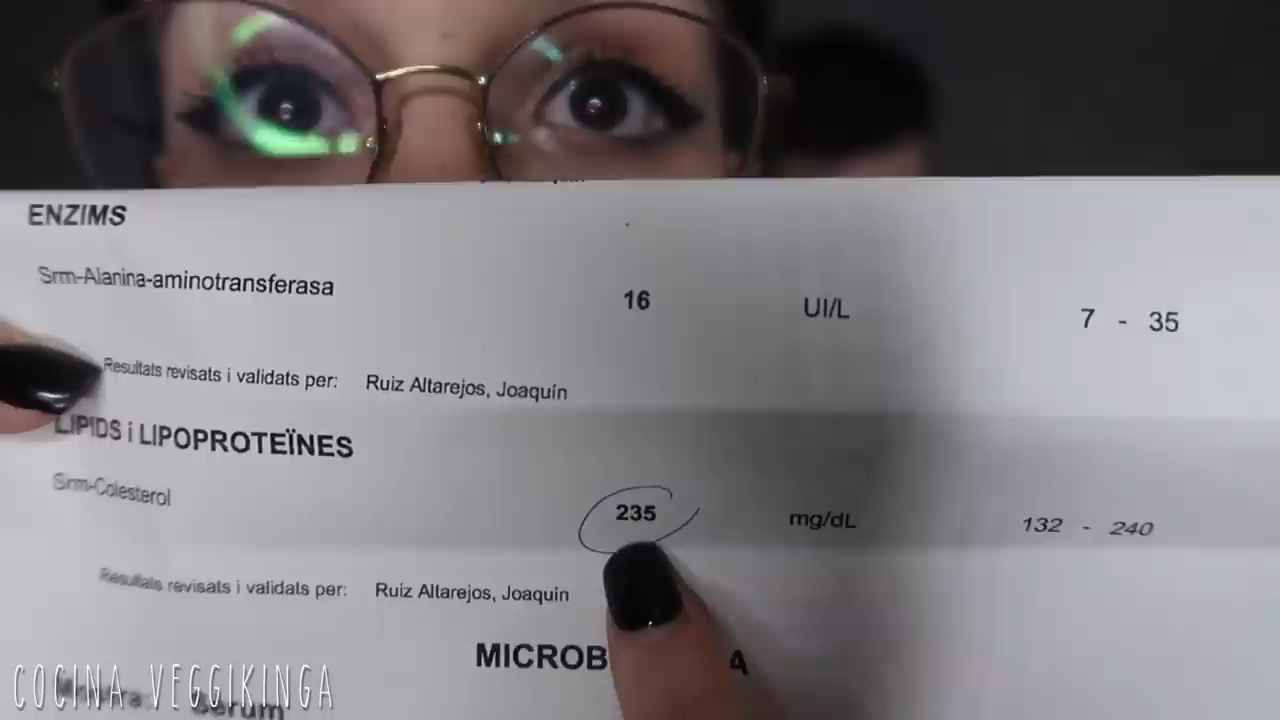 ENZIMS
Srm-Alanina-aminotransferasa 16 UI/L 7 - 35
Resultats revisats i validats per: Ruiz Altarejos, Joaquín
LIPIDS i LIPOPROTEÏNES
Srm-Colesterol 235 mg/dL 132 - 240
Resultats revisats i validats per: Ruiz Altarejos, Joaquín
COCINA VEGGIKINGA